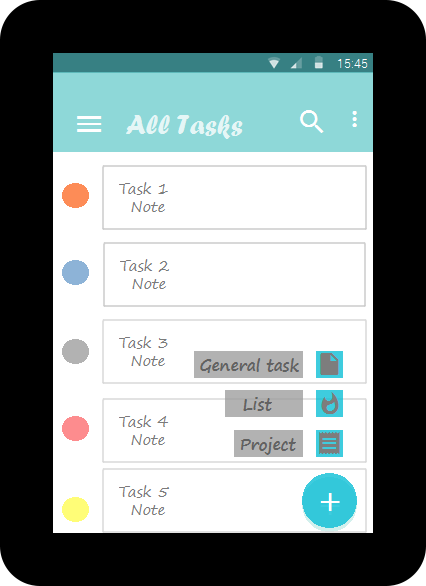 15:45
All Tasks
Task 1
Note
Task 2
Note
Task 3
Note
General task
List
Task 4
Note
Project
Task 5
Note
+